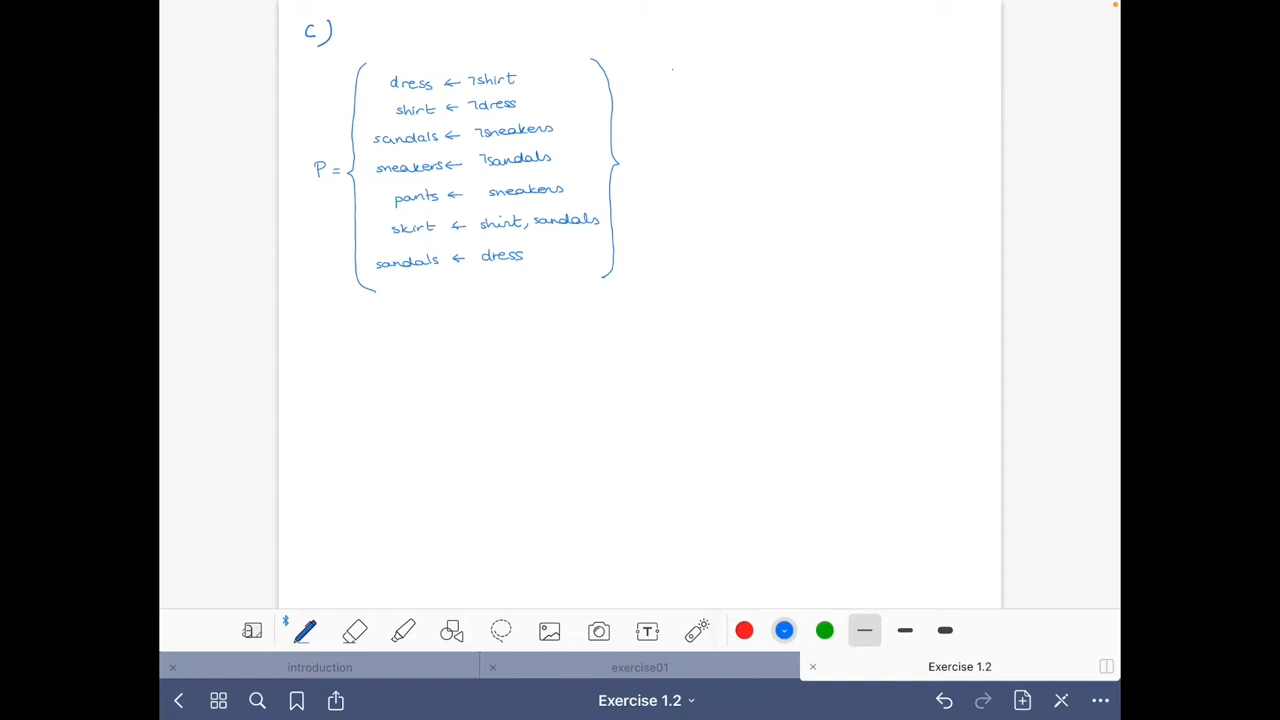 c)
dress ← ¬shirt
shirt ← ¬dress
sandals ← ¬sneakers
P =
sneakers ← ¬sandals
pants ← sneakers
skirt ← shirt, sandals
sandals ← dress
introduction
exercise01
Exercise 1.2
Exercise 1.2